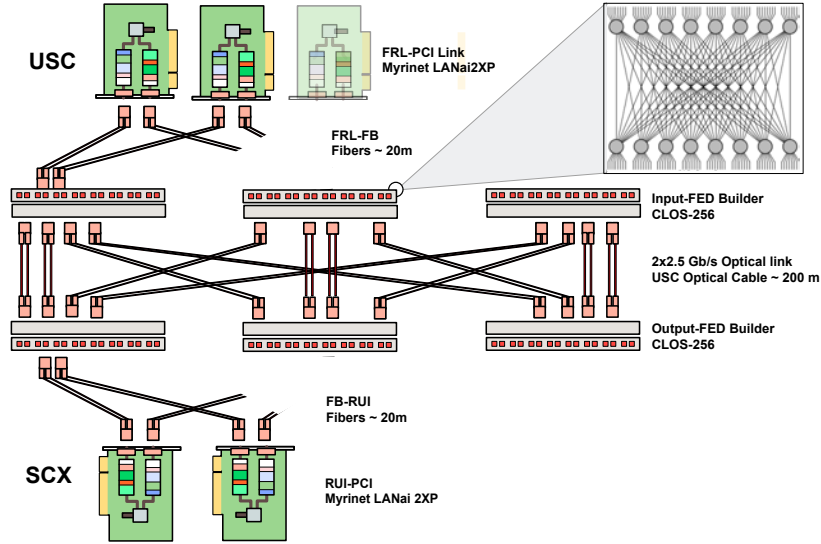 USC
FRL-PCI Link
Myrinet LANai2XP
FRL-FB
Fibers ~ 20m
Input-FED Builder
CLOS-256
2x2.5 Gb/s Optical link
USC Optical Cable ~ 200 m
Output-FED Builder
CLOS-256
FB-RUI
Fibers ~ 20m
SCX
RUI-PCI
Myrinet LANai 2XP